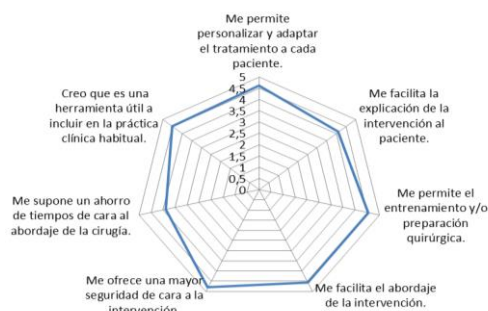 Me permite
personalizar y adaptar
el tratamiento a cada
paciente.
Creo que es una
herramienta útil a
incluir en la práctica
clínica habitual.
Me facilita la
explicación de la
intervención al
paciente.
5
4,5
4
3,5
3
2,5
2
1,5
1
0,5
0
Me supone un ahorro
de tiempos de cara al
abordaje de la cirugía.
Me permite el
entrenamiento y/o
preparación
quirúrgica.
Me ofrece una mayor
seguridad de cara a la
intervención
Me facilita el abordaje
de la intervención.